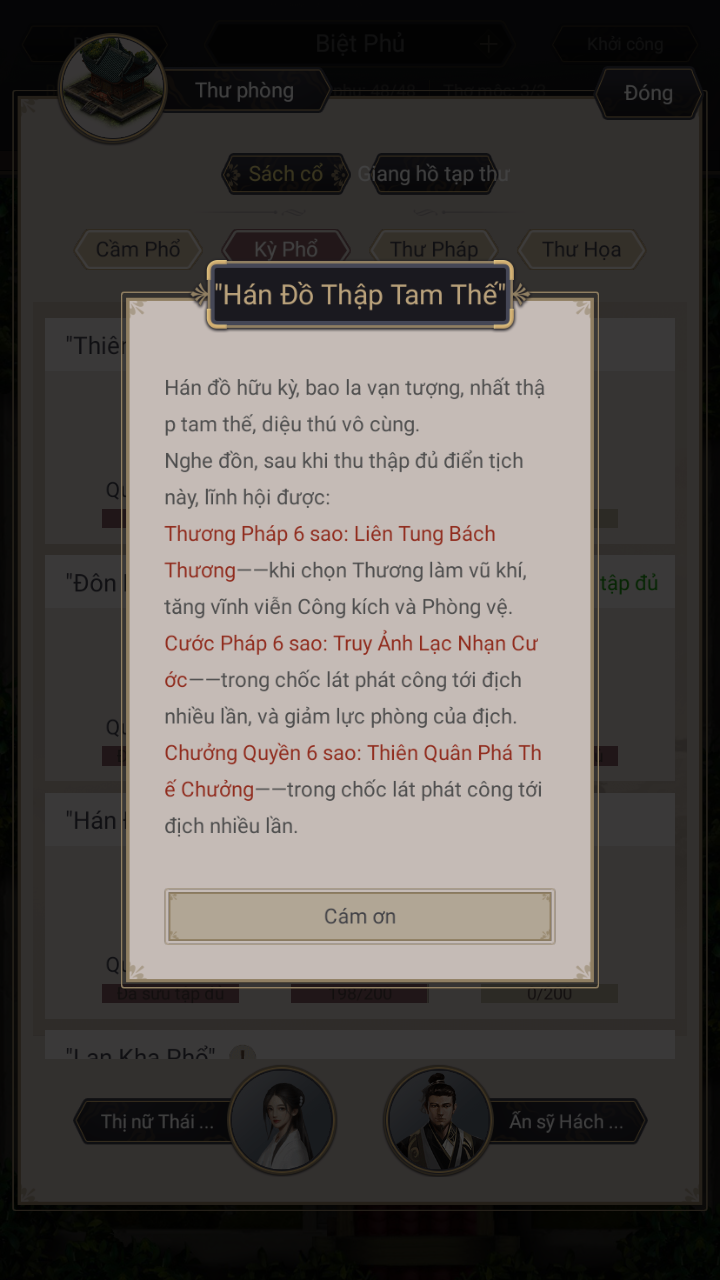 Biệt Phủ
Khởi công
Thư phòng
Đóng
Sách cổ
Giang hồ tạp thư
Cầm Phổ
Kỳ Phổ
Thư Pháp
Thư Họa
"Hán Đồ Thập Tam Thế"
"Thiên
Hán đồ hữu kỳ, bao la vạn tượng, nhất thậ
p tam thế, diệu thú vô cùng.
Nghe đồn, sau khi thu thập đủ điển tịch
này, lĩnh hội được:
Thương Pháp 6 sao: Liên Tung Bách
Thương——khi chọn Thương làm vũ khí,
tăng vĩnh viễn Công kích và Phòng vệ.
Cước Pháp 6 sao: Truy Ảnh Lạc Nhạn Cư
ớc——trong chốc lát phát công tới địch
nhiều lần, và giảm lực phòng của địch.
Chưởng Quyền 6 sao: Thiên Quân Phá Th
ế Chưởng——trong chốc lát phát công tới
địch nhiều lần.
"Đôn
tập đủ
"Hán
Cám ơn
Đã sưu tập đủ
198/200
0/200
"Lan Kha Phổ"
Thị nữ Thái ...
Ẩn sỹ Hách ...